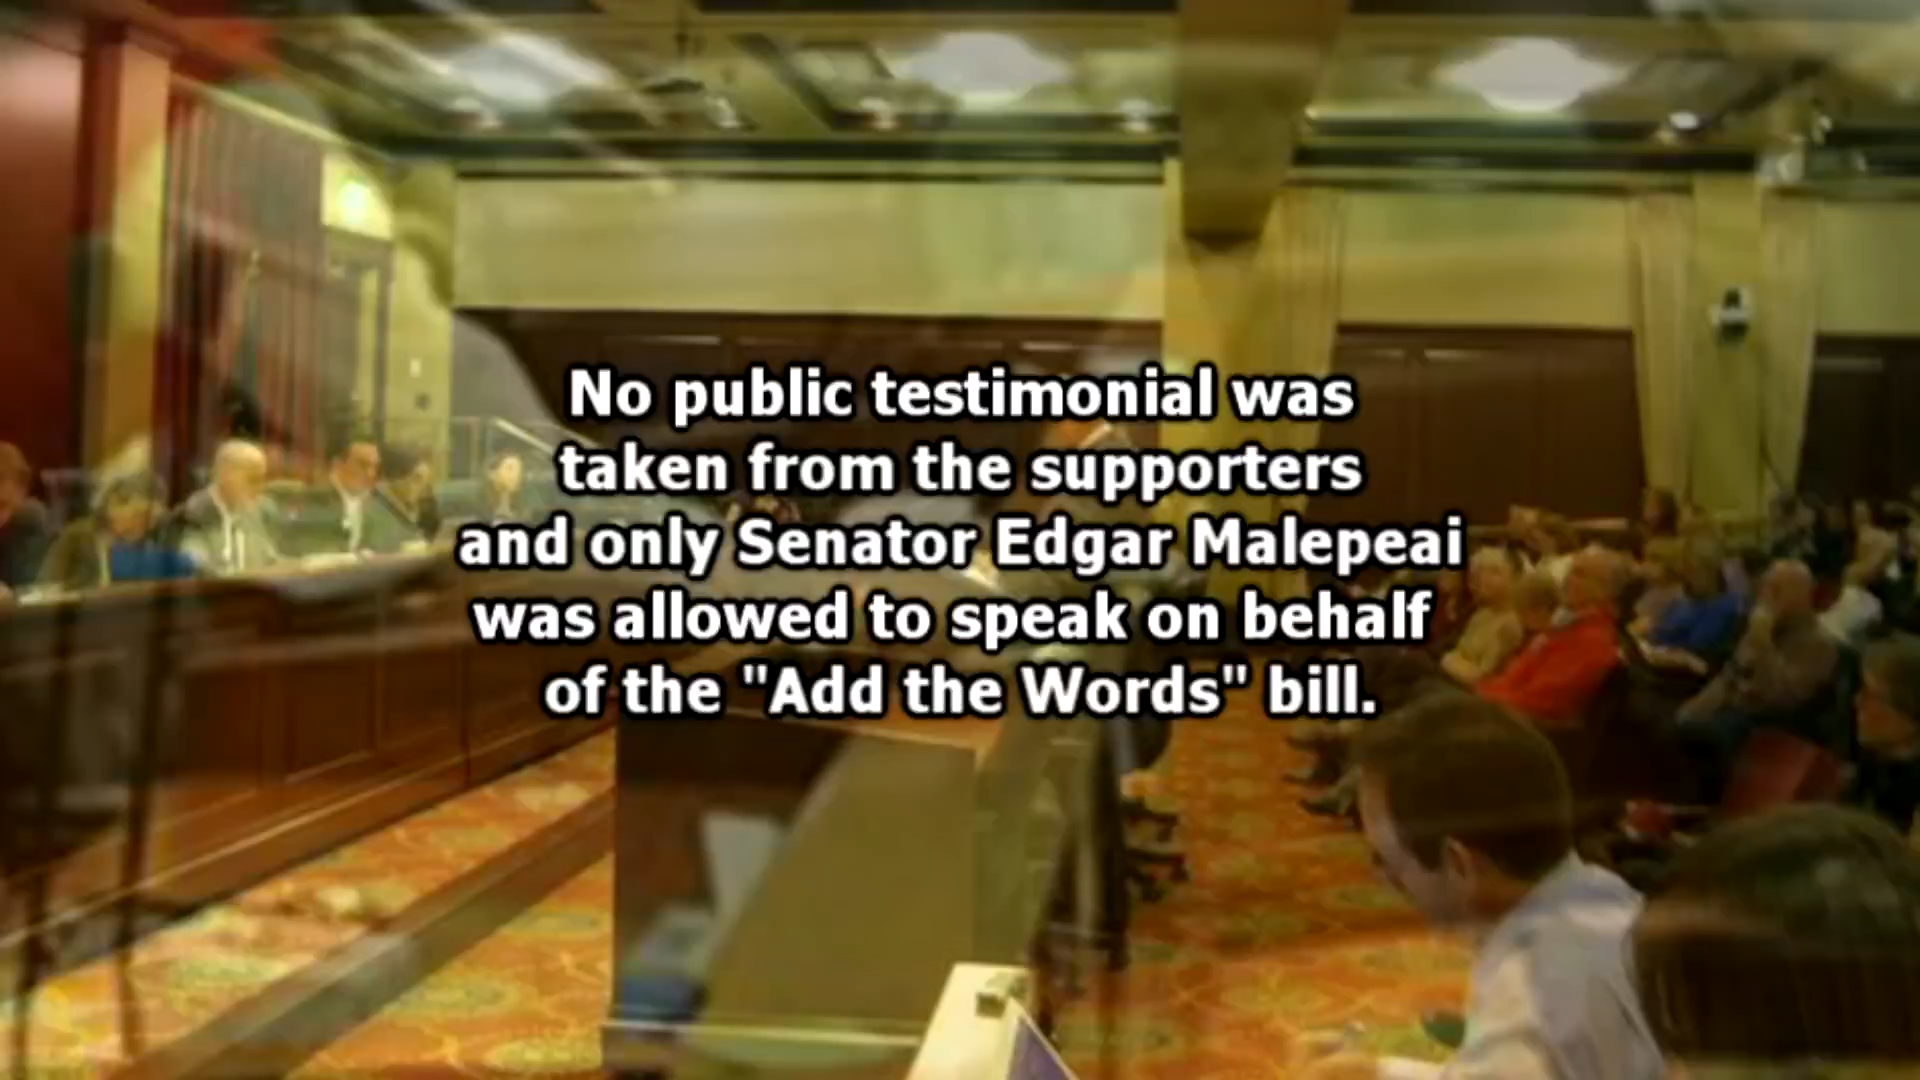 No public testimonial was
taken from the supporters
and only Senator Edgar Malepeai
was allowed to speak on behalf
of the "Add the Words" bill.